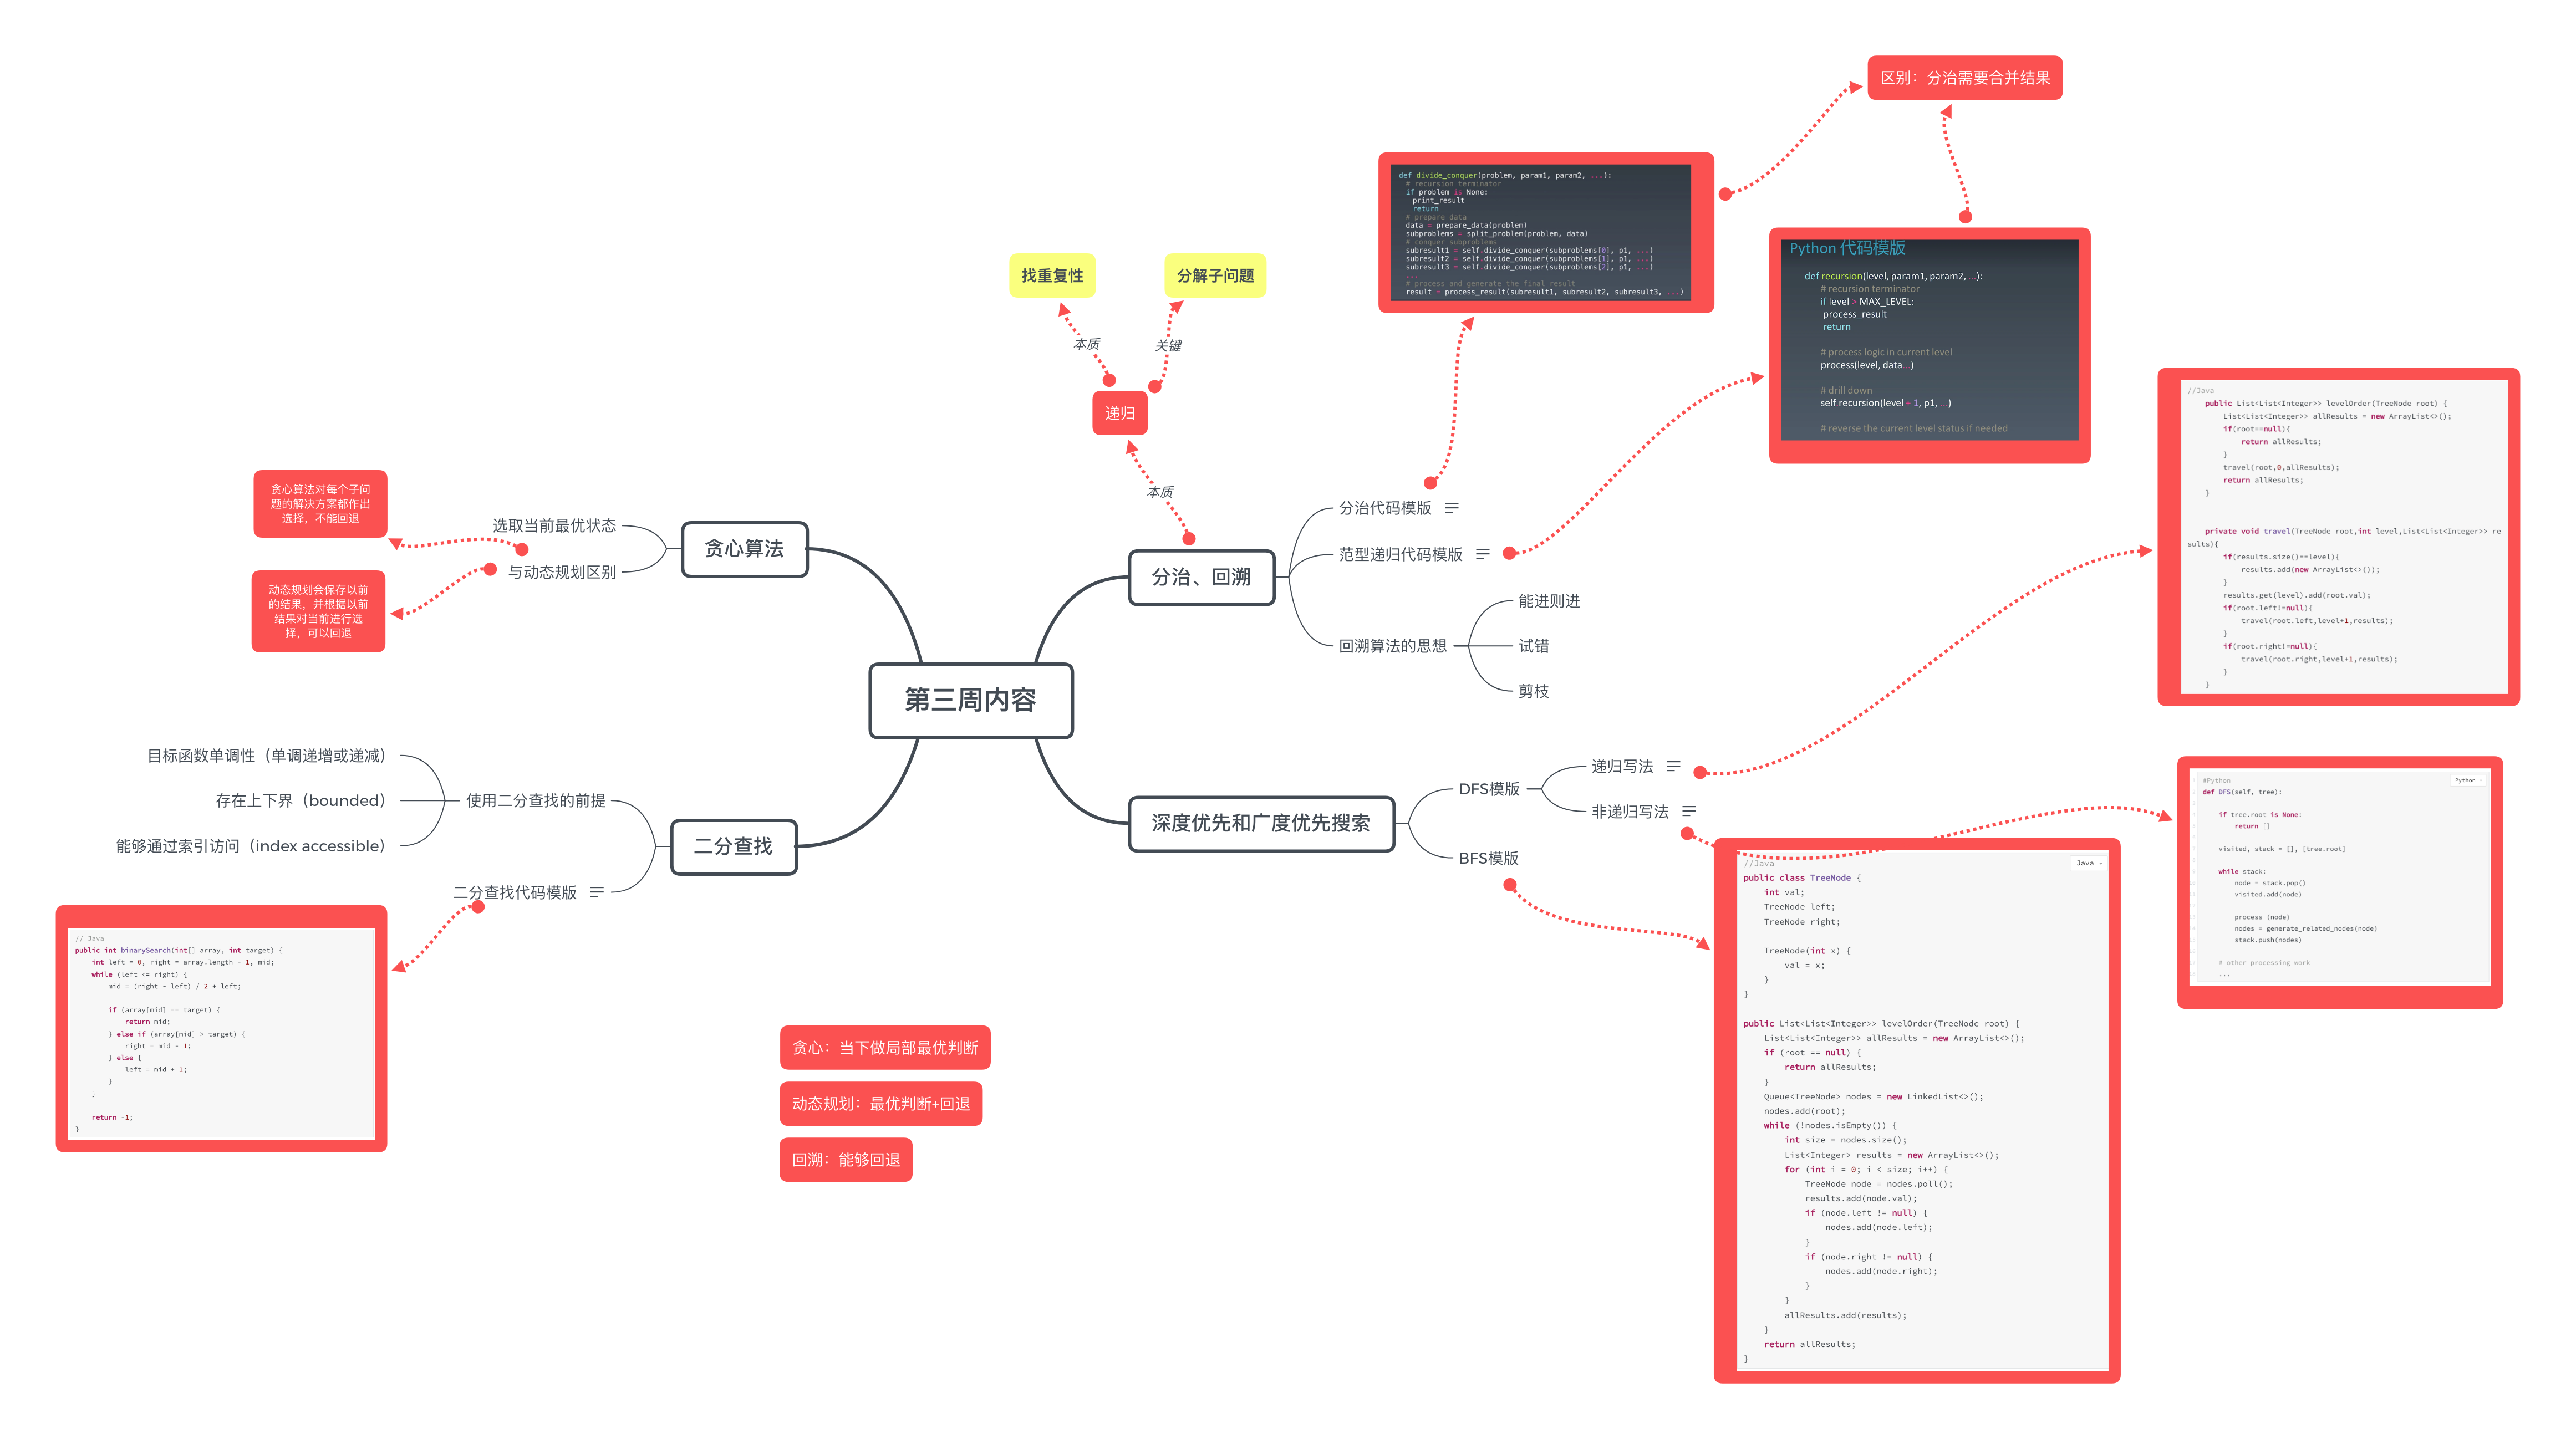 第三周内容
分治、回溯
本质
递归
本质
找重复性
关键
分解子问题
分治代码模版
范型递归代码模版
回溯算法的思想
能进则进
试错
剪枝
区别：分治需要合并结果
def divide_conquer(problem, param1, param2, ...):
# recursion terminator
if problem is None:
print_result
return
# prepare data
data = prepare_data(problem)
subproblems = split_problem(problem, data)
# conquer subproblems
subresult1 = self.divide_conquer(subproblems[0], p1, ...)
subresult2 = self.divide_conquer(subproblems[1], p1, ...)
subresult3 = self.divide_conquer(subproblems[2], p1, ...)
...
# process and generate the final result
result = process_result(subresult1, subresult2, subresult3, ...)
Python 代码模版
def recursion(level, param1, param2, ...):
# recursion terminator
if level > MAX_LEVEL:
process_result
return
# process logic in current level
process(level, data...)
# drill down
self recursion(level + 1, p1, ...)
# reverse the current level status if needed
深度优先和广度优先搜索
DFS模版
递归写法
非递归写法
BFS模版
//Java
public List<List<Integer>> levelOrder(TreeNode root) {
List<List<Integer>> allResults = new ArrayList<>();
if(root==null){
return allResults;
}
travel(root,0,allResults);
return allResults;
}
private void travel(TreeNode root,int level,List<List<Integer>> re
sults){
if(results.size()==level){
results.add(new ArrayList<>());
}
results.get(level).add(root.val);
if(root.left!=null){
travel(root.left,level+1,results);
}
if(root.right!=null){
travel(root.right,level+1,results);
}
}
#Python
Python
def DFS(self, tree):
if tree.root is None:
return []
visited, stack = [], [tree.root]
while stack:
node = stack.pop()
visited.add(node)
process (node)
nodes = generate_related_nodes(node)
stack.push(nodes)
# other processing work
...
//Java
Java
public class TreeNode {
int val;
TreeNode left;
TreeNode right;
TreeNode(int x) {
val = x;
}
}
public List<List<Integer>> levelOrder(TreeNode root) {
List<List<Integer>> allResults = new ArrayList<>();
if (root == null) {
return allResults;
}
Queue<TreeNode> nodes = new LinkedList<>();
nodes.add(root);
while (!nodes.isEmpty()) {
int size = nodes.size();
List<Integer> results = new ArrayList<>();
for (int i = 0; i < size; i++) {
TreeNode node = nodes.poll();
results.add(node.val);
if (node.left != null) {
nodes.add(node.left);
}
if (node.right != null) {
nodes.add(node.right);
}
}
allResults.add(results);
}
return allResults;
}
贪心算法
选取当前最优状态
与动态规划区别
贪心算法对每个子问
题的解决方案都作出
选择，不能回退
动态规划会保存以前
的结果，并根据以前
结果对当前进行选
择，可以回退
二分查找
使用二分查找的前提
目标函数单调性（单调递增或递减）
存在上下界（bounded）
能够通过索引访问（index accessible）
二分查找代码模版
// Java
public int binarySearch(int[] array, int target) {
int left = 0, right = array.length - 1, mid;
while (left <= right) {
mid = (right - left) / 2 + left;
if (array[mid] == target) {
return mid;
} else if (array[mid] > target) {
right = mid - 1;
} else {
left = mid + 1;
}
}
return -1;
}
贪心：当下做局部最优判断
动态规划：最优判断+回退
回溯：能够回退